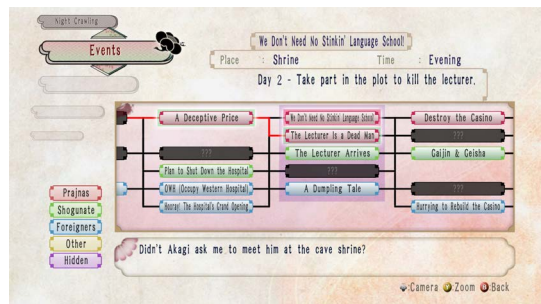 Night Crawling
Events
We Don't Need No Stinkin' Language School!
Place : Shrine Time : Evening
Day 2 - Take part in the plot to kill the lecturer.
A Deceptive Price
We Don't Need No Stinkin' Language School!
Destroy the Casino
The Lecturer Is a Dead Man
???
???
The Lecturer Arrives
Gaijin & Geisha
Plan to Shut Down the Hospital
???
OWH (Occupy Western Hospital)
A Dumpling Tale
???
Hooray! The Hospital's Grand Opening
Hurrying to Rebuild the Casino
Prajnas
Shogunate
Foreigners
Other
Hidden
Didn't Akagi ask me to meet him at the cave shrine?
:Camera Y:Zoom B:Back